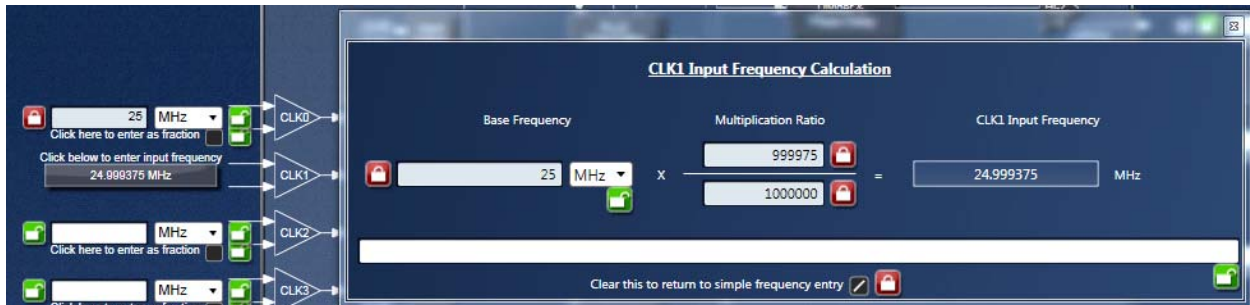 CLK1 Input Frequency Calculation
25 MHz
CLK0
Click here to enter as fraction
Click below to enter input frequency
24.999375 MHz
CLK1
MHz
CLK2
Click here to enter as fraction
MHz
CLK3
Base Frequency
Multiplication Ratio
CLK1 Input Frequency
25 MHz
X
999975
1000000
=
24.999375
MHz
Clear this to return to simple frequency entry